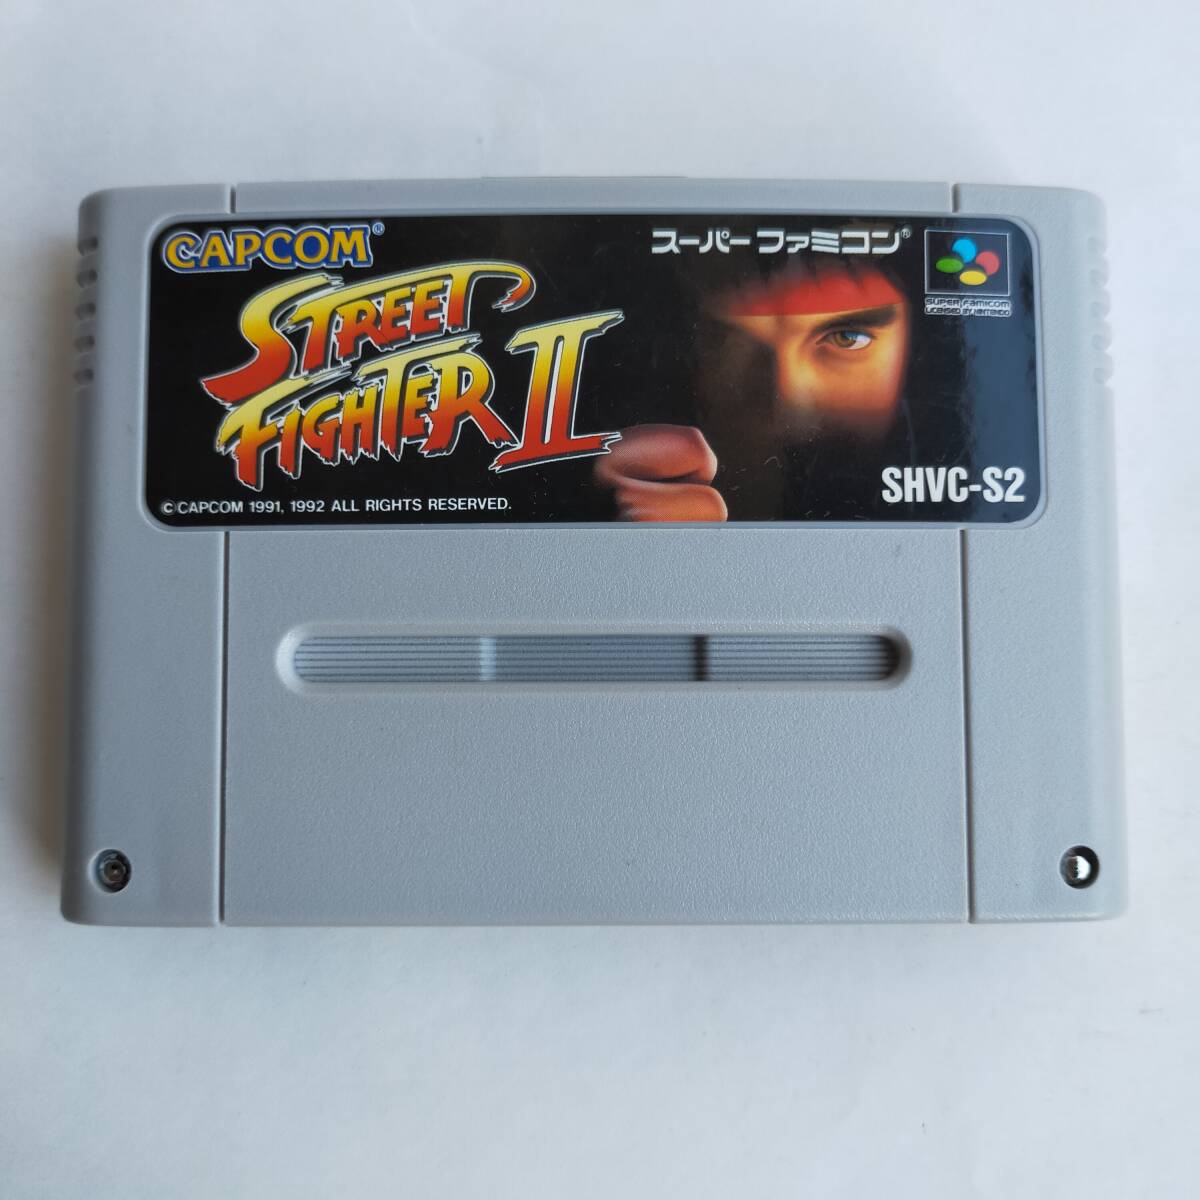 CAPCOM®
スーパーファミコン®
STREET
FIGHTER II
SUPER FAMICOM
LICENSED BY NINTENDO
SHVC-S2
©CAPCOM 1991, 1992 ALL RIGHTS RESERVED.